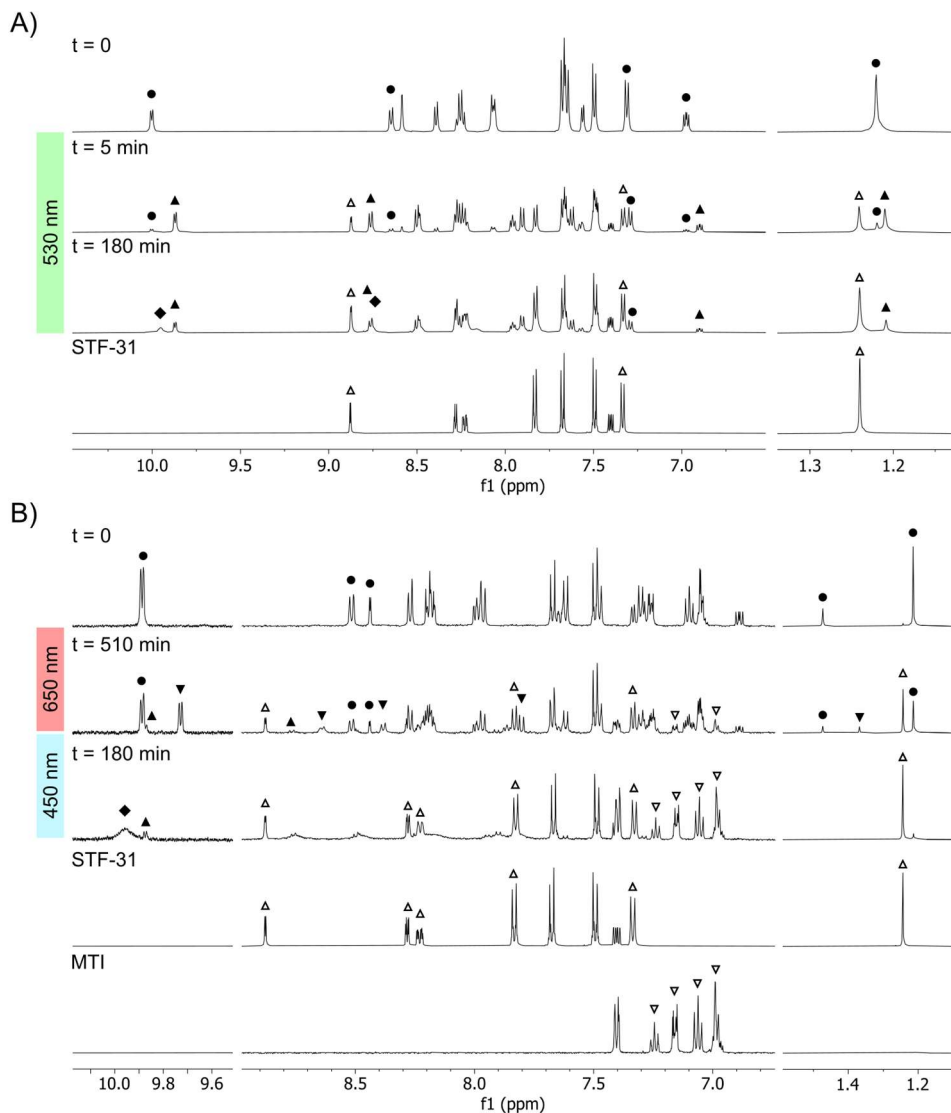 A)
t = 0
t = 5 min
530 nm
t = 180 min
STF-31
10.0 9.5 9.0 8.5 8.0 7.5 7.0 1.3 1.2
f1 (ppm)
B)
t = 0
650 nm
t = 510 min
450 nm
t = 180 min
STF-31
MTI
10.0 9.8 9.6 8.5 8.0 7.5 7.0 1.4 1.2
f1 (ppm)